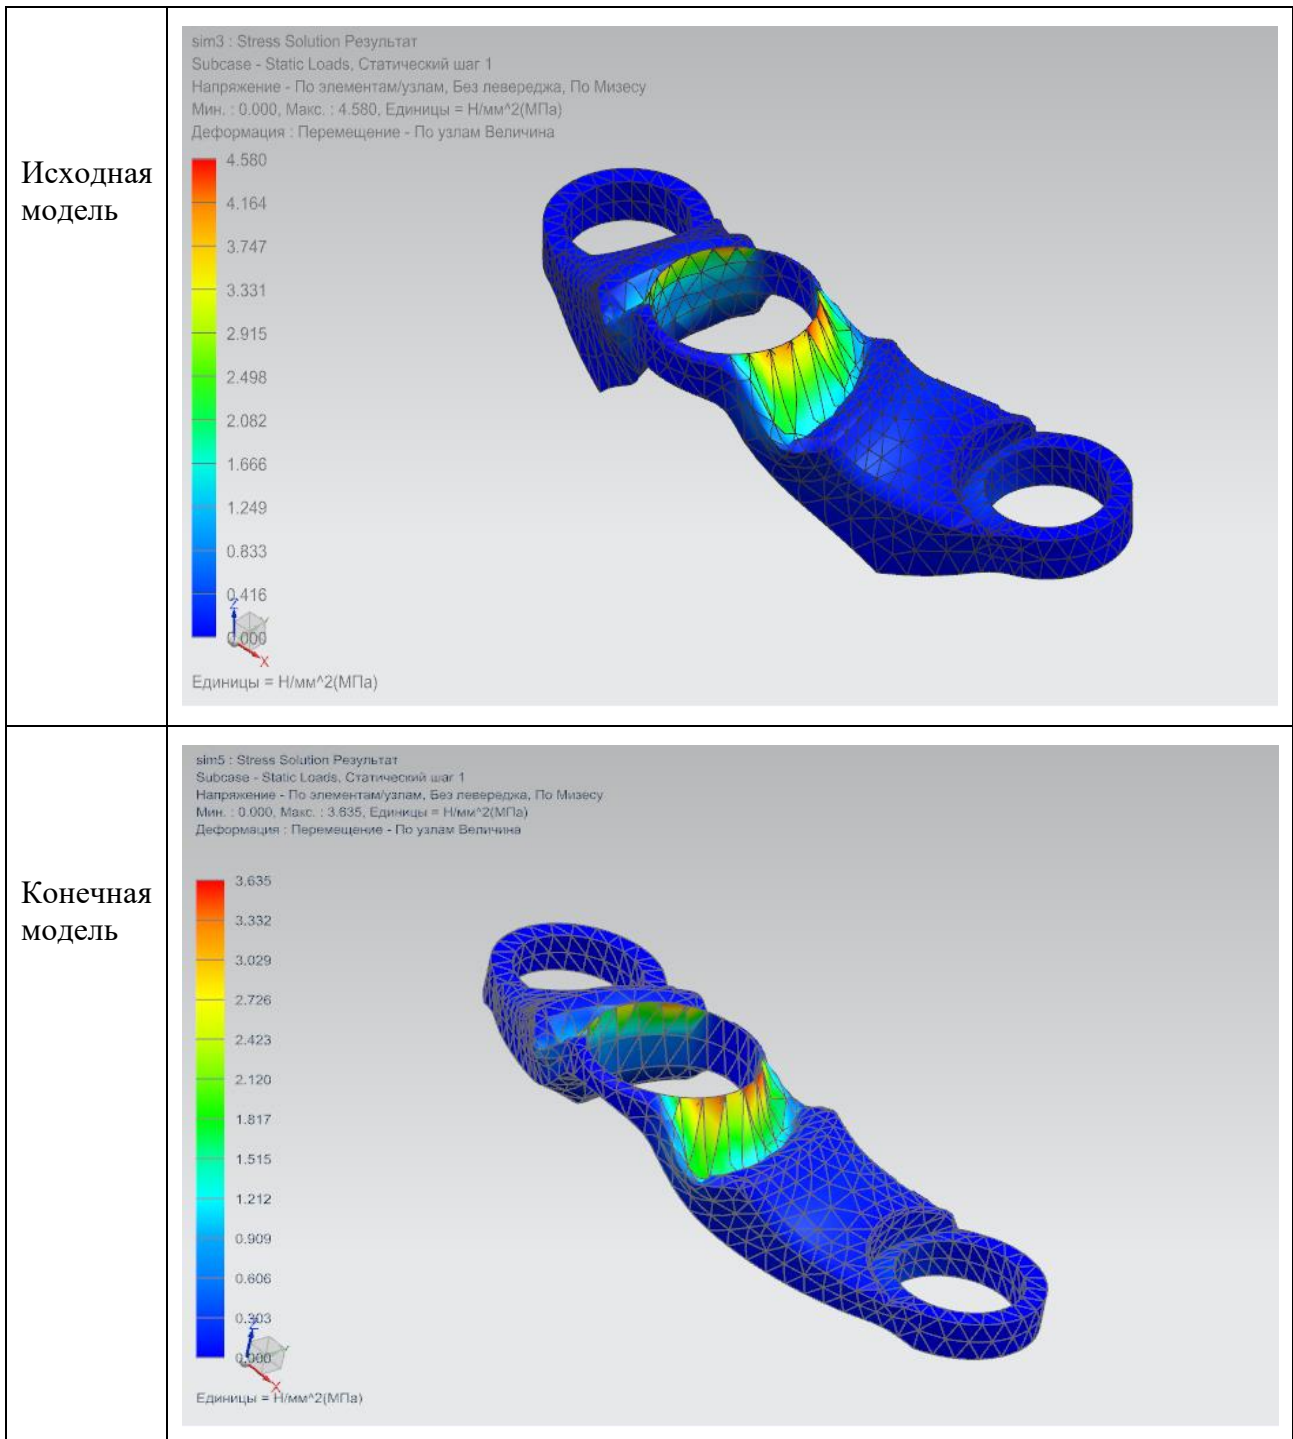 Исходная
модель
sim3 : Stress Solution Результат
Subcase - Static Loads, Статический шаг 1
Напряжение - По элементам/узлам, Без левереджа, По Мизесу
Мин. : 0.000, Макс. : 4.580, Единицы = Н/мм^2(МПа)
Деформация : Перемещение - По узлам Величина
4.580
4.164
3.747
3.331
2.915
2.498
2.082
1.666
1.249
0.833
0.416
Z
0.000
X
Единицы = Н/мм^2(МПа)
Конечная
модель
sim5 : Stress Solution Результат
Subcase - Static Loads, Статический шаг 1
Напряжение - По элементам/узлам, Без левереджа, По Мизесу
Мин. : 0.000, Макс. : 3.635, Единицы = Н/мм^2(МПа)
Деформация : Перемещение - По узлам Величина
3.635
3.332
3.029
2.726
2.423
2.120
1.817
1.515
1.212
0.909
0.606
0.303
Z
0.000
X
Единицы = Н/мм^2(МПа)